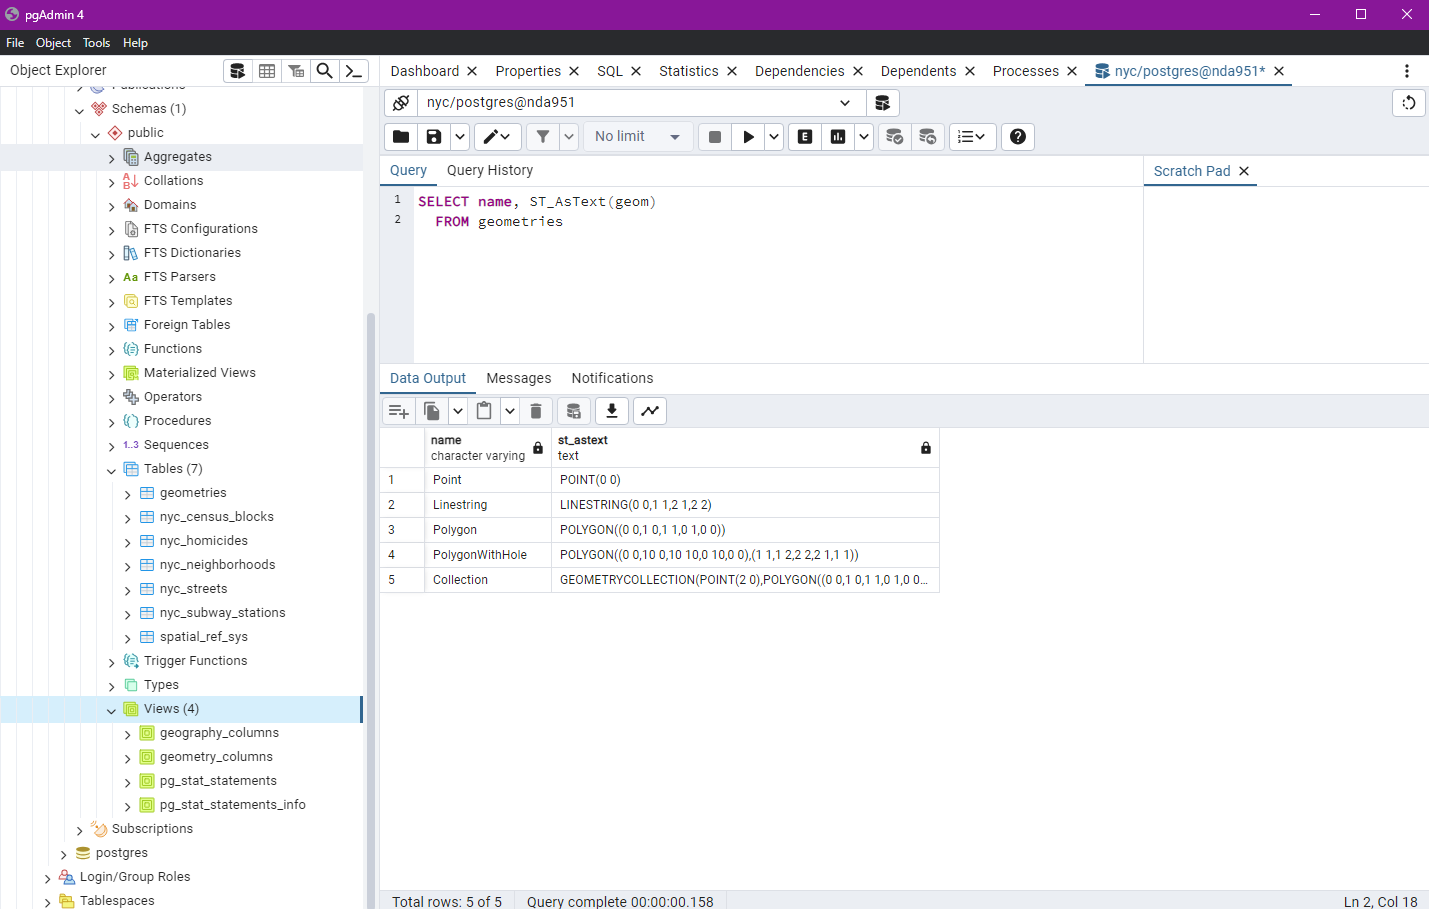 pgAdmin 4
File Object Tools Help
Object Explorer
Publications
Schemas (1)
public
Aggregates
Collations
Domains
FTS Configurations
FTS Dictionaries
Aa FTS Parsers
FTS Templates
Foreign Tables
Functions
Materialized Views
Operators
Procedures
1..3 Sequences
Tables (7)
geometries
nyc_census_blocks
nyc_homicides
nyc_neighborhoods
nyc_streets
nyc_subway_stations
spatial_ref_sys
Trigger Functions
Types
Views (4)
geography_columns
geometry_columns
pg_stat_statements
pg_stat_statements_info
Subscriptions
postgres
Login/Group Roles
Tablespaces
Dashboard Properties SQL Statistics Dependencies Dependents Processes nyc/postgres@nda951*
nyc/postgres@nda951
No limit E
Query Query History
Scratch Pad
1 SELECT name, ST_AsText(geom)
2 FROM geometries
Data Output Messages Notifications
name st_astext
character varying text
1 Point POINT(0 0)
2 Linestring LINESTRING(0 0,1 1,2 1,2 2)
3 Polygon POLYGON((0 0,1 0,1 1,0 1,0 0))
4 PolygonWithHole POLYGON((0 0,10 0,10 10,0 10,0 0),(1 1,1 2,2 2,2 1,1 1))
5 Collection GEOMETRYCOLLECTION(POINT(2 0),POLYGON((0 0,1 0,1 1,0 1,0 0...
Total rows: 5 of 5 Query complete 00:00:00.158 Ln 2, Col 18